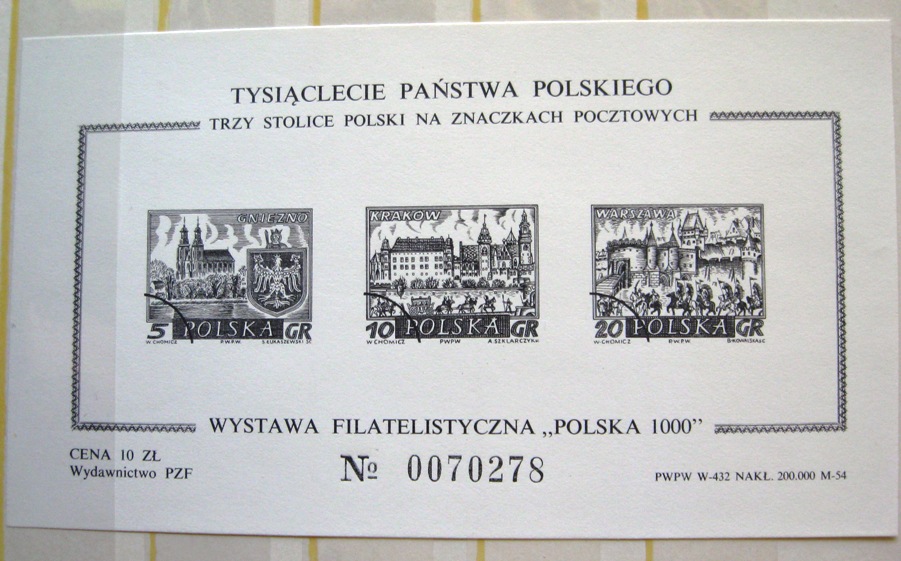 TYSIĄCLECIE PAŃSTWA POLSKIEGO
TRZY STOLICE POLSKI NA ZNACZKACH POCZTOWYCH
GNIEZNO
5 POLSKA GR
W.CHOMICZ P.W.P.W. S.ŁUKASZEWSKI SC
KRAKOW
10 POLSKA GR
W CHOMICZ PWPW A.SZKLARCZYK
WARSZAWA
20 POLSKA GR
W.CHOMICZ P.W.P.W.
WYSTAWA FILATELISTYCZNA „POLSKA 1000”
CENA 10 ZŁ
Wydawnictwo PZF
№ 0070278
PWPW W-432 NAKŁ. 200.000 M-54